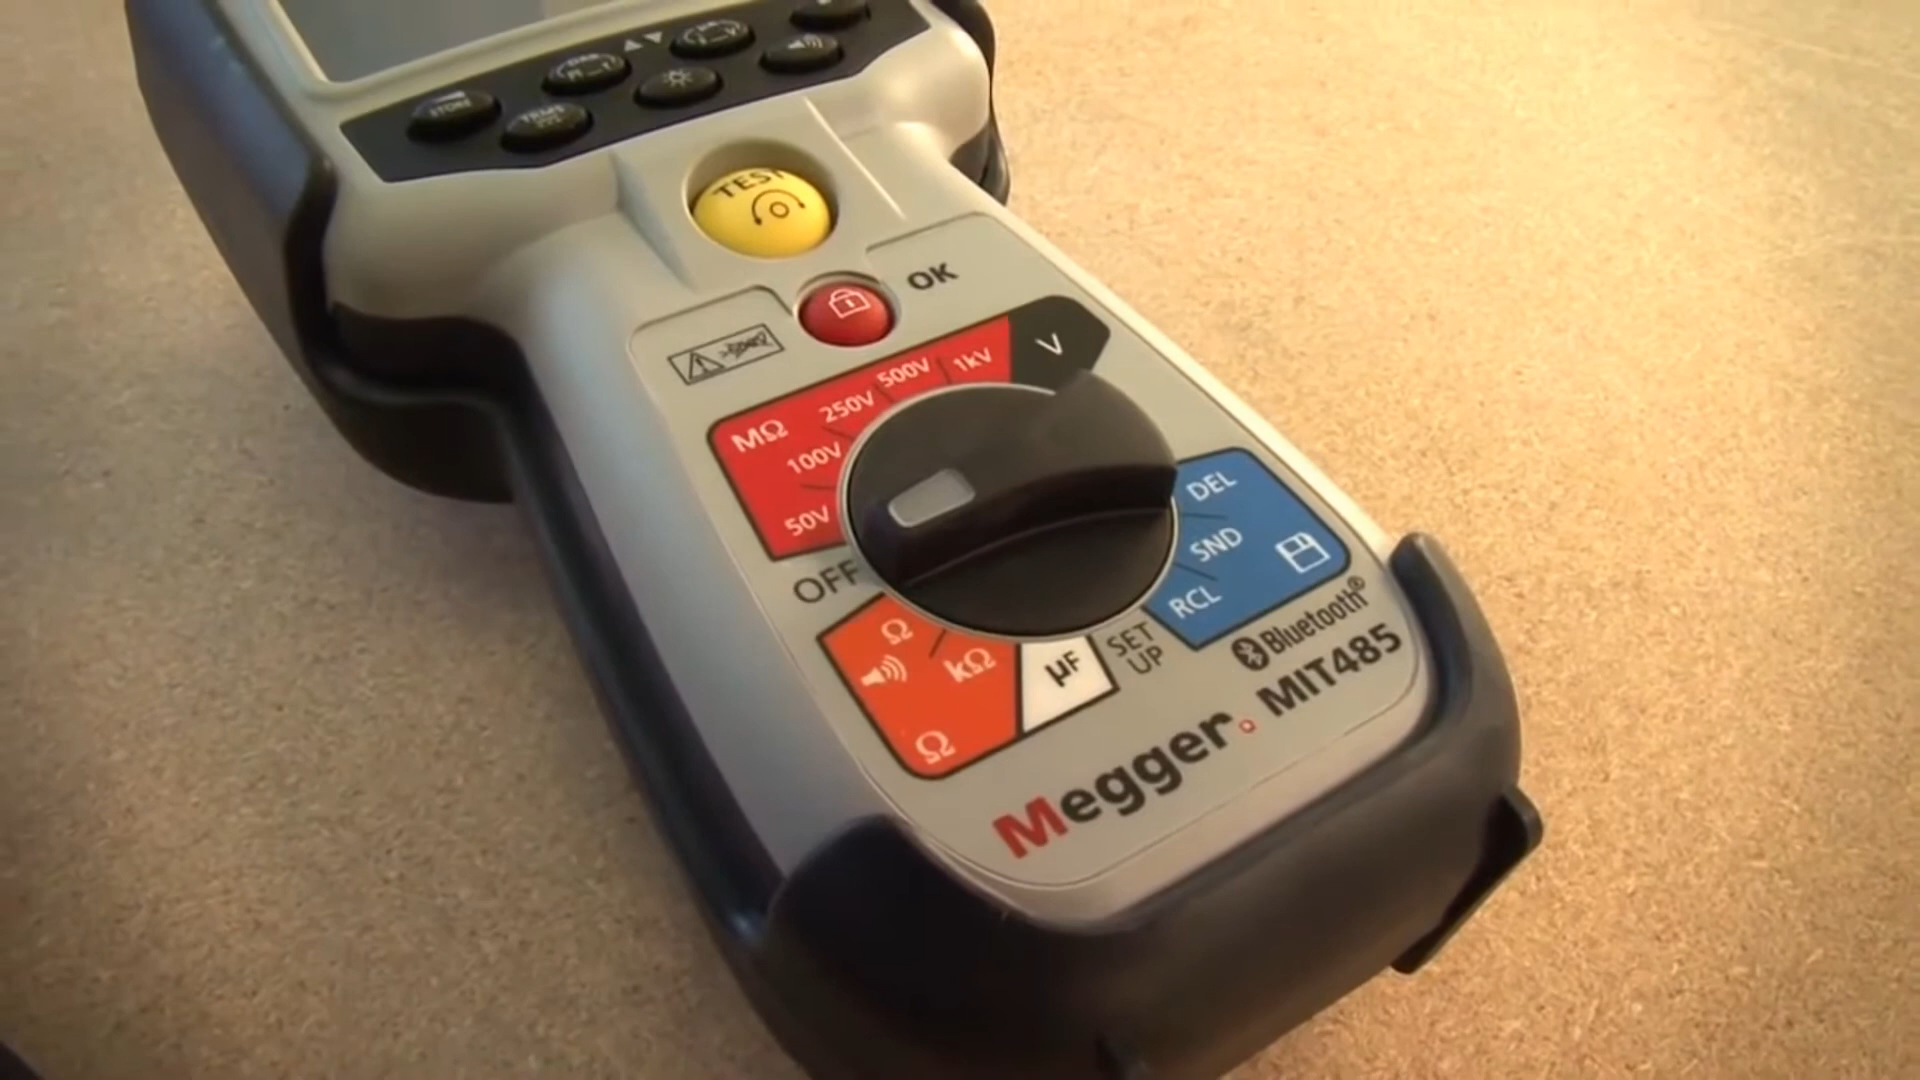 TEST
OK
V
1kV
500V
250V
MΩ
100V
50V
OFF
Ω
kΩ
Ω
µF
SET
UP
DEL
SND
RCL
Bluetooth®
MIT485
Megger